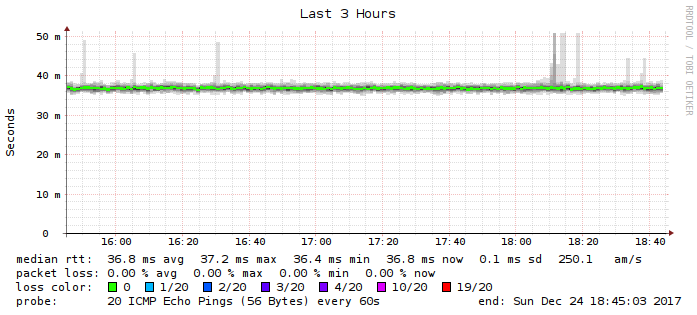 Last 3 Hours
RRDTOOL / TOBI OETIKER
Seconds
50 m
40 m
30 m
20 m
10 m
0
16:00 16:20 16:40 17:00 17:20 17:40 18:00 18:20 18:40
median rtt: 36.8 ms avg 37.2 ms max 36.4 ms min 36.8 ms now 0.1 ms sd 250.1 am/s
packet loss: 0.00 % avg 0.00 % max 0.00 % min 0.00 % now
loss color: 0 1/20 2/20 3/20 4/20 10/20 19/20
probe: 20 ICMP Echo Pings (56 Bytes) every 60s end: Sun Dec 24 18:45:03 2017